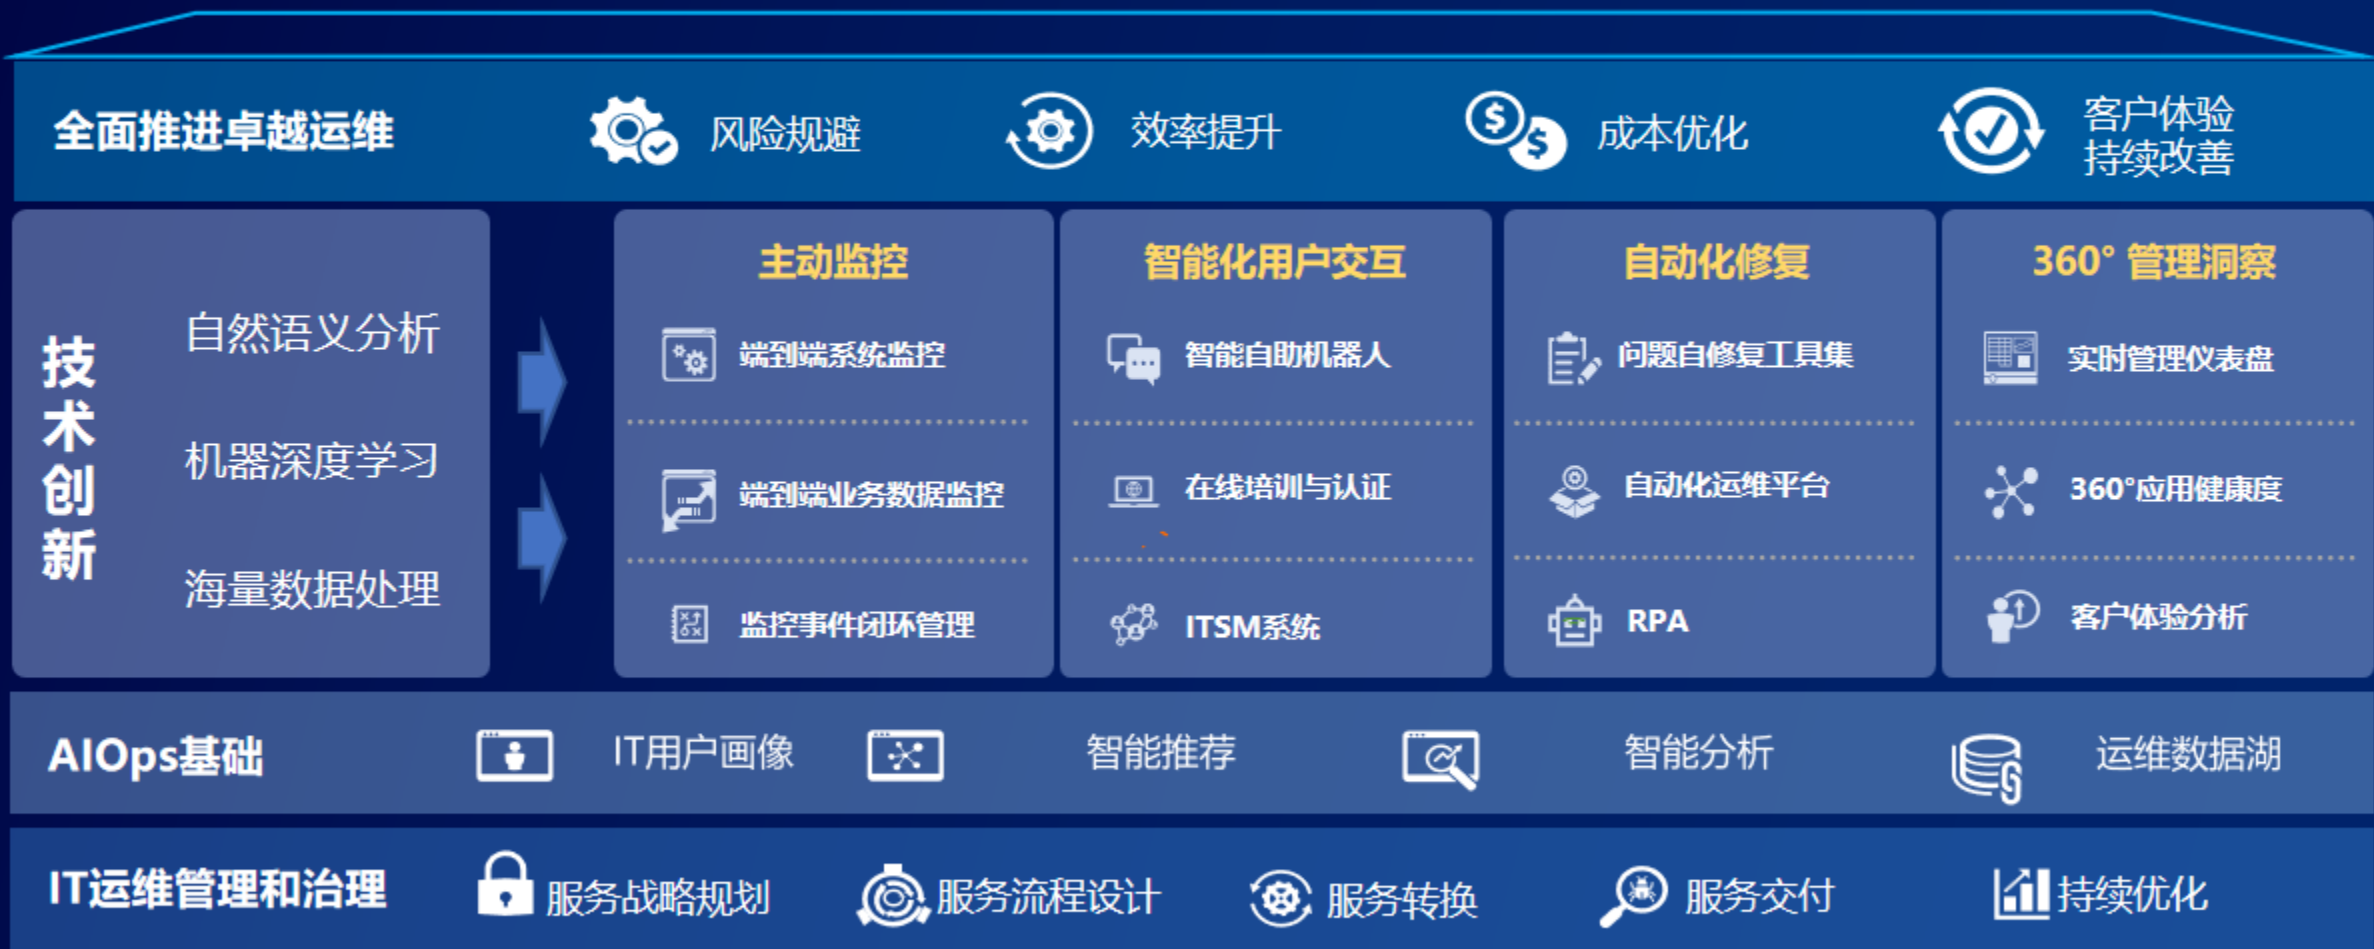 全面推进卓越运维
风险规避
效率提升
成本优化
客户体验
持续改善
技术创新
自然语义分析
机器深度学习
海量数据处理
主动监控
端到端系统监控
端到端业务数据监控
监控事件闭环管理
智能化用户交互
智能自助机器人
在线培训与认证
ITSM系统
自动化修复
问题自修复工具集
自动化运维平台
RPA
360° 管理洞察
实时管理仪表盘
360°应用健康度
客户体验分析
AIOps基础
IT用户画像
智能推荐
智能分析
运维数据湖
IT运维管理和治理
服务战略规划
服务流程设计
服务转换
服务交付
持续优化